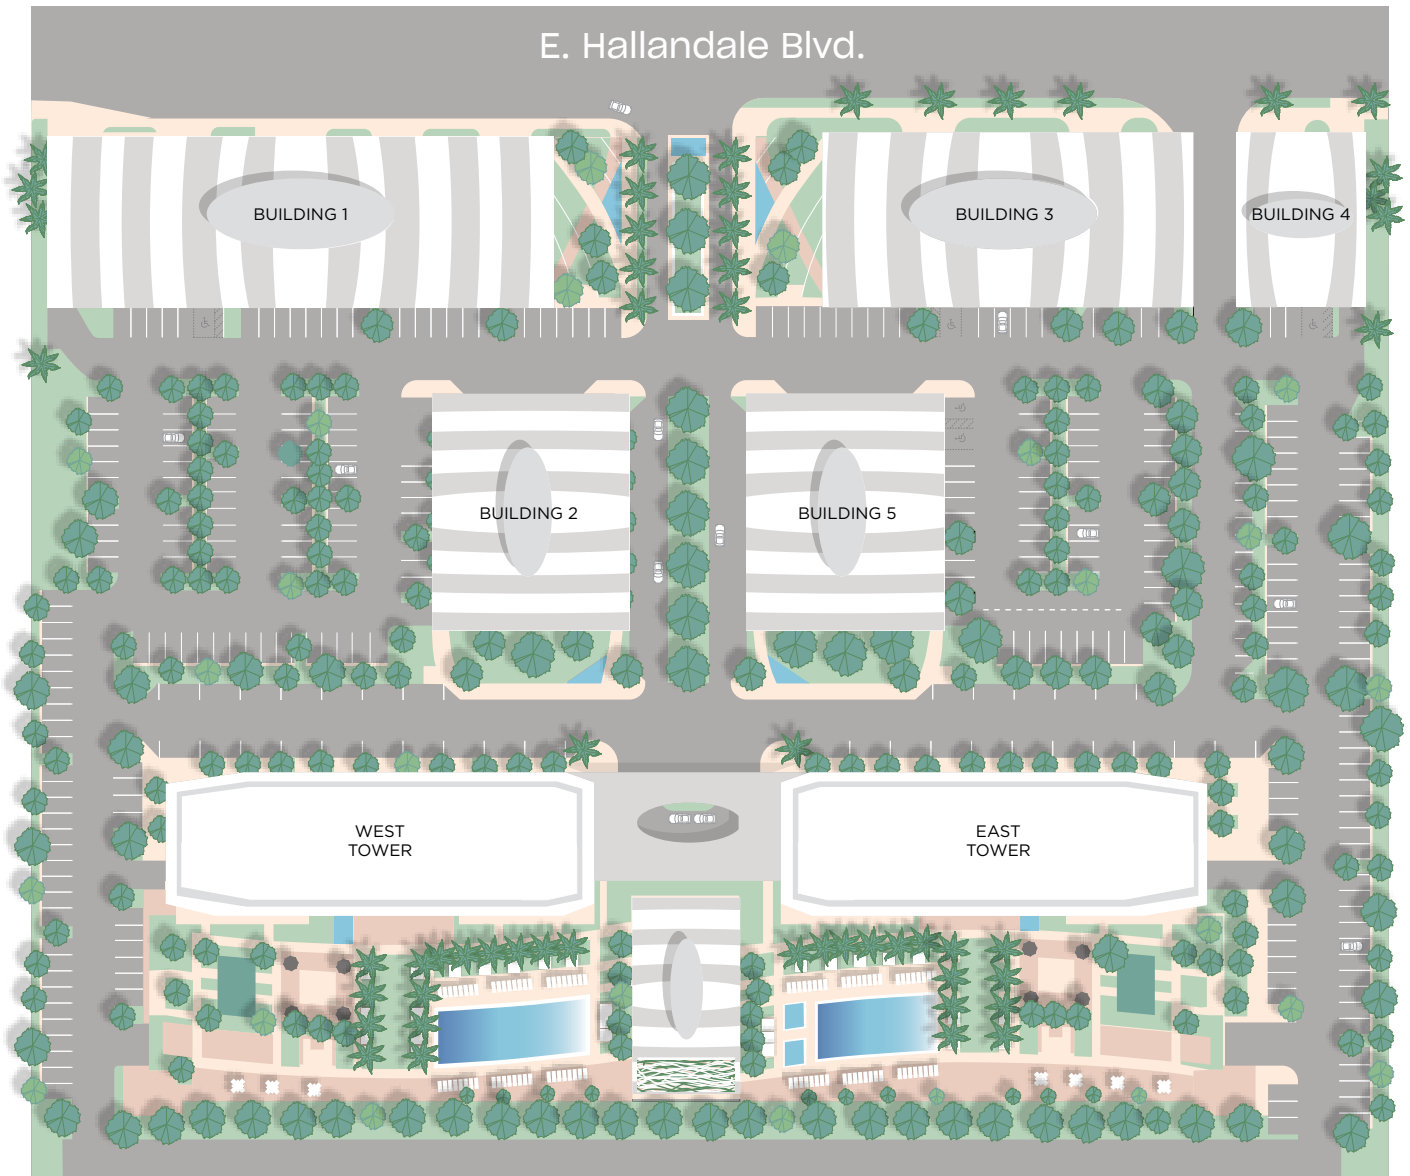 E. Hallandale Blvd.
BUILDING 1
BUILDING 3
BUILDING 4
BUILDING 2
BUILDING 5
WEST
TOWER
EAST
TOWER